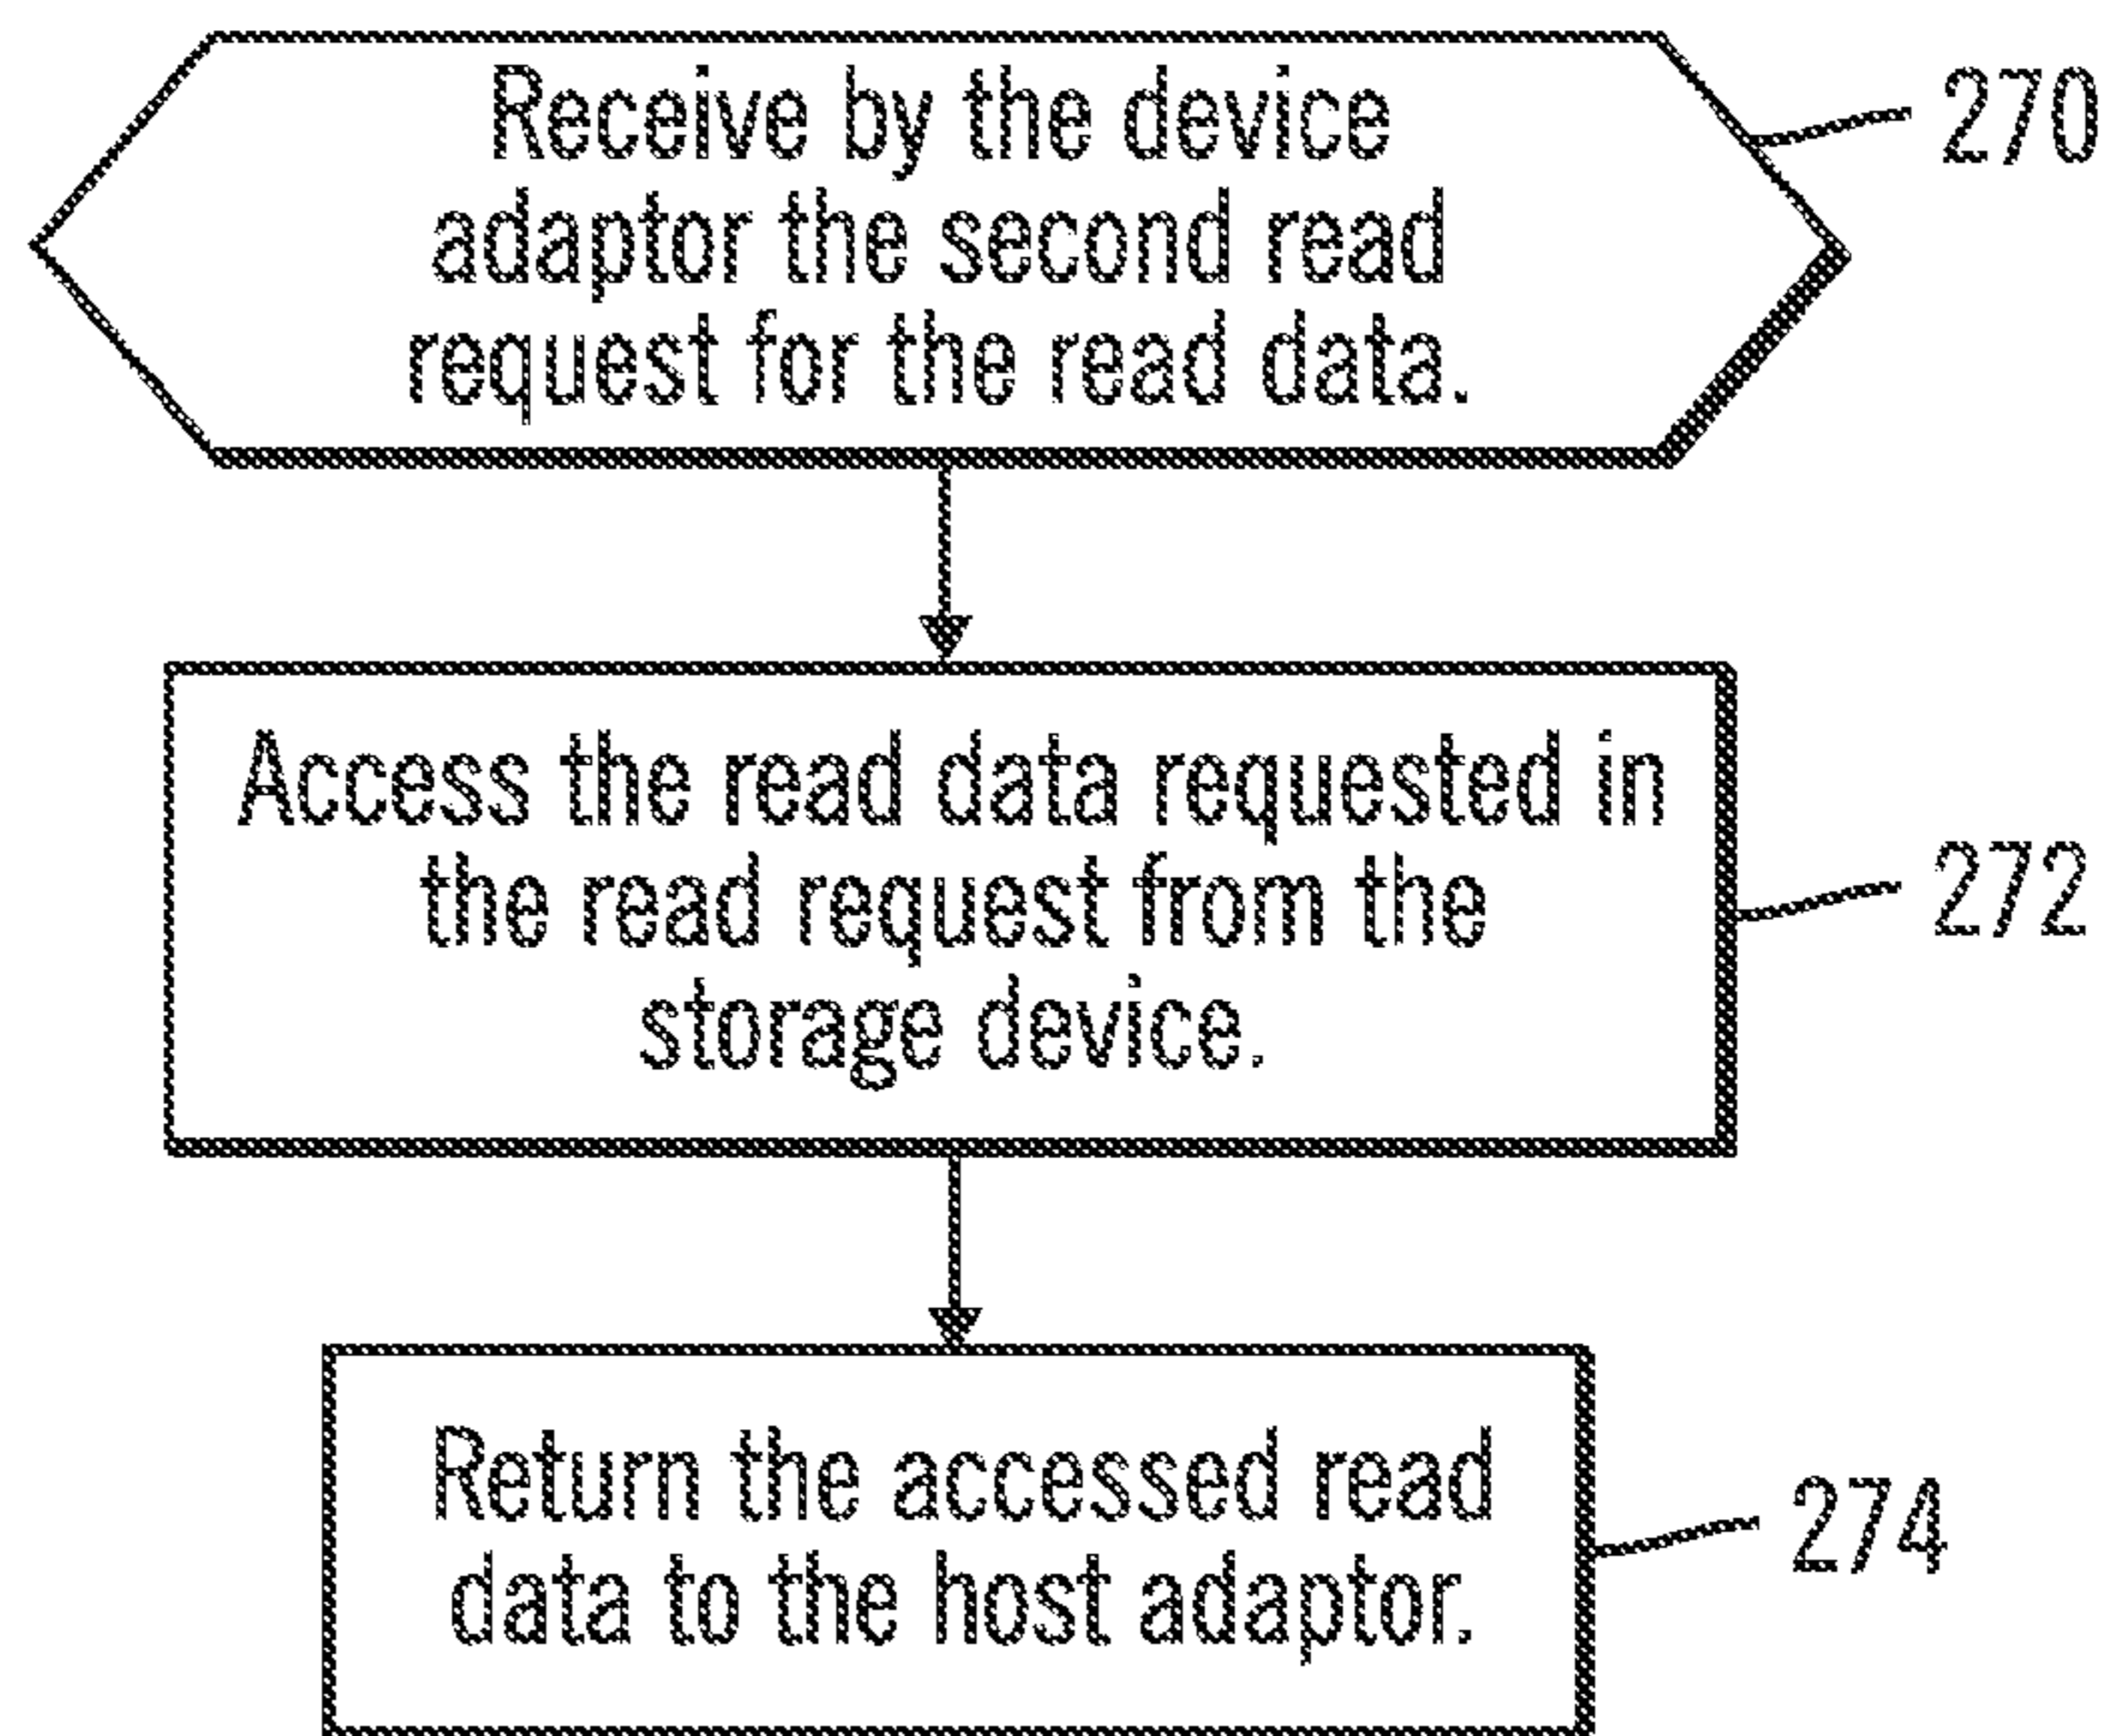 Receive by the device
adaptor the second read
request for the read data.
270
Access the read data requested in
the read request from the
storage device.
272
Return the accessed read
data to the host adaptor.
274